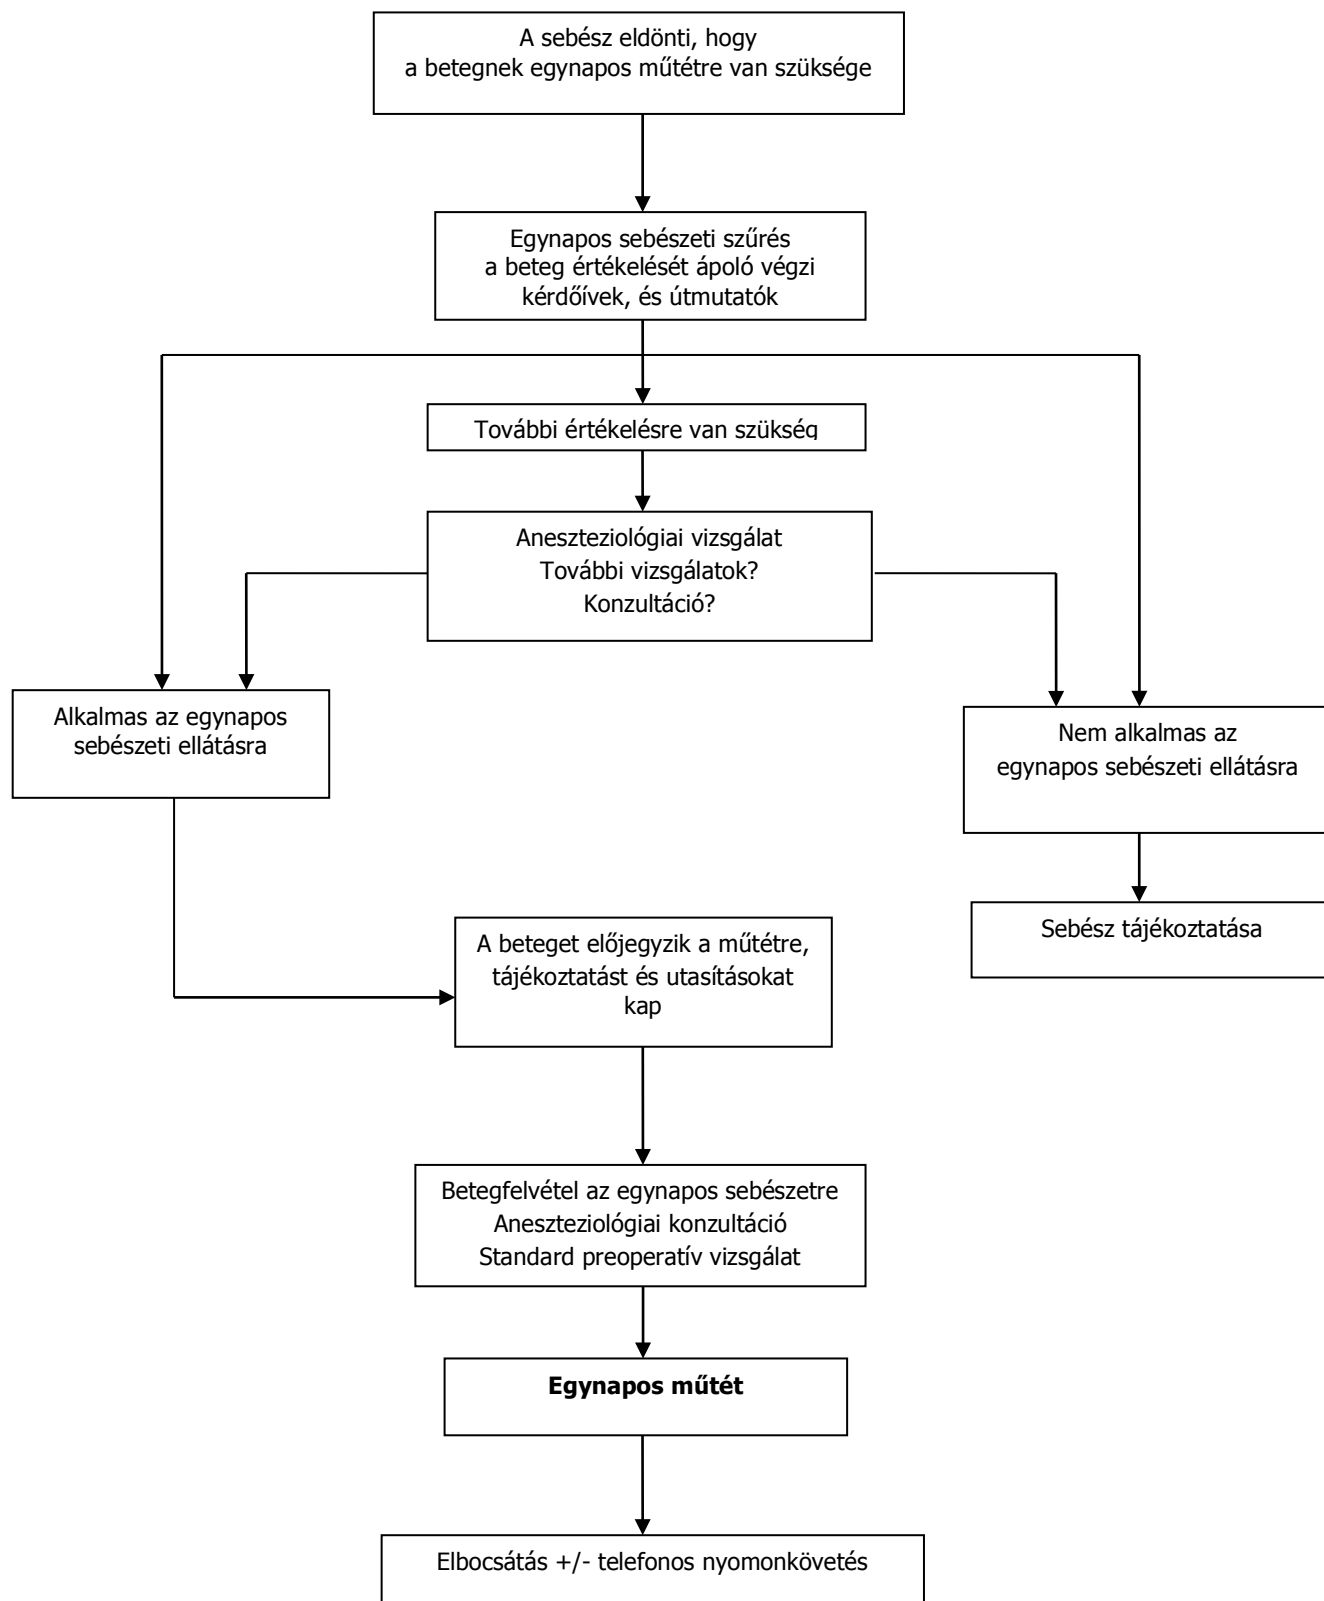 A sebész eldönti, hogy
a betegnek egynapos műtétre van szüksége
Egynapos sebészeti szűrés
a beteg értékelését ápoló végzi
kérdőívek, és útmutatók
További értékelésre van szükség
Aneszteziológiai vizsgálat
További vizsgálatok?
Konzultáció?
Alkalmas az egynapos
sebészeti ellátásra
Nem alkalmas az
egynapos sebészeti ellátásra
Sebész tájékoztatása
A beteget előjegyzik a műtétre,
tájékoztatást és utasításokat
kap
Betegfelvétel az egynapos sebészetre
Aneszteziológiai konzultáció
Standard preoperatív vizsgálat
Egynapos műtét
Elbocsátás +/- telefonos nyomonkövetés